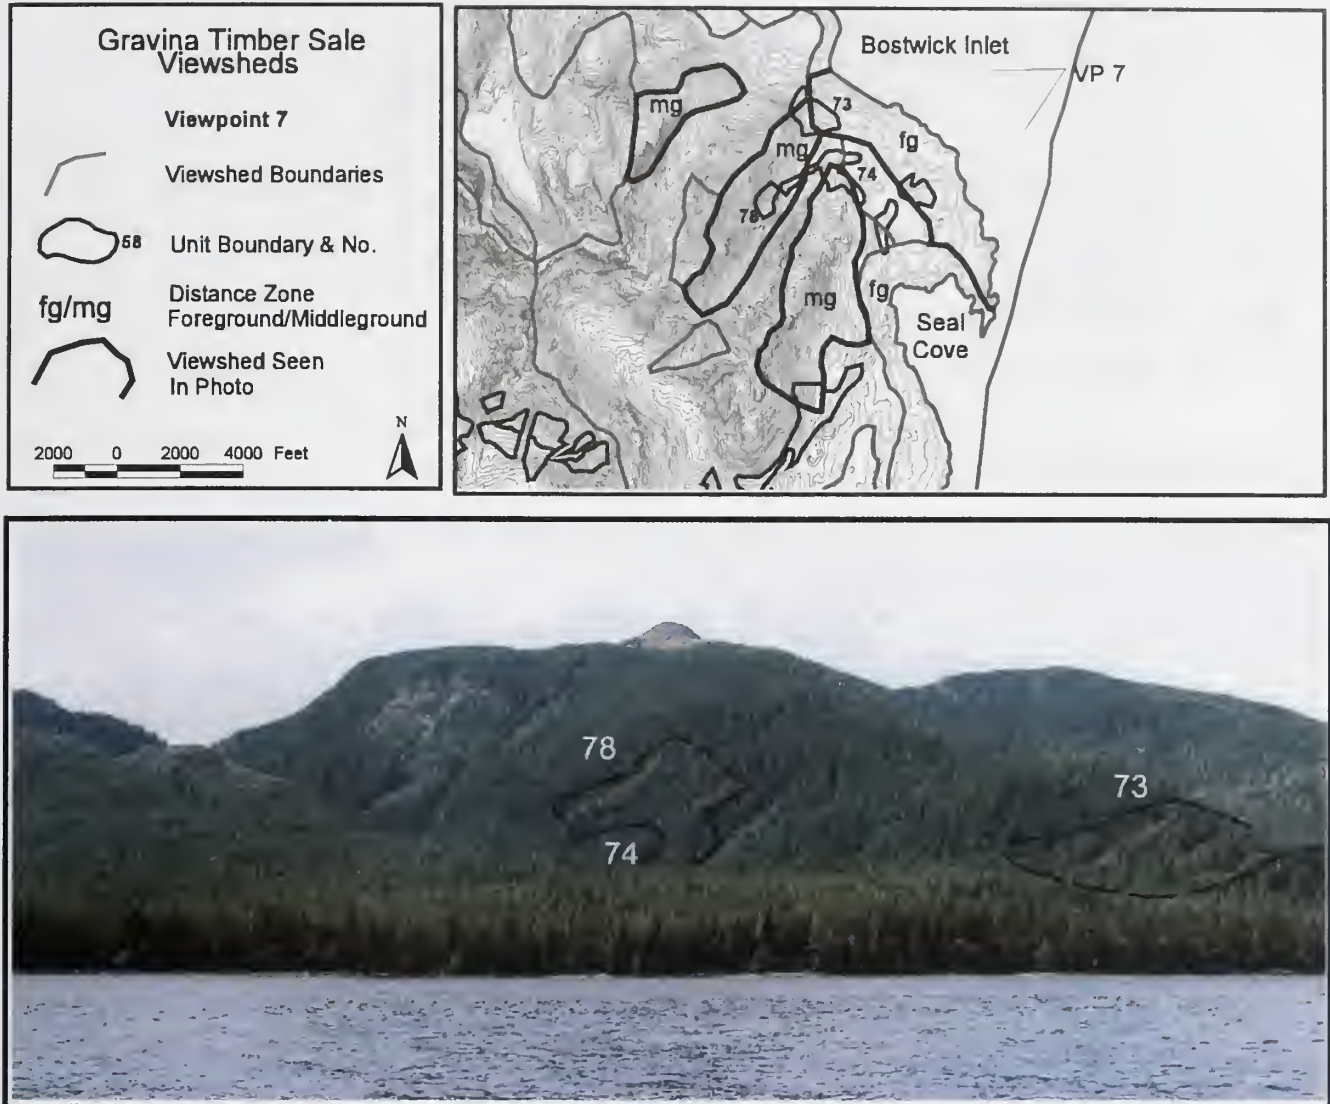 Gravina Timber Sale
Viewsheds
Viewpoint 7
Viewshed Boundaries
58 Unit Boundary & No.
fg/mg Distance Zone
Foreground/Middleground
Viewshed Seen
In Photo
2000 0 2000 4000 Feet
N
Bostwick Inlet
VP 7
mg
73
fg
mg
74
78
mg
fg
Seal
Cove
78
73
74